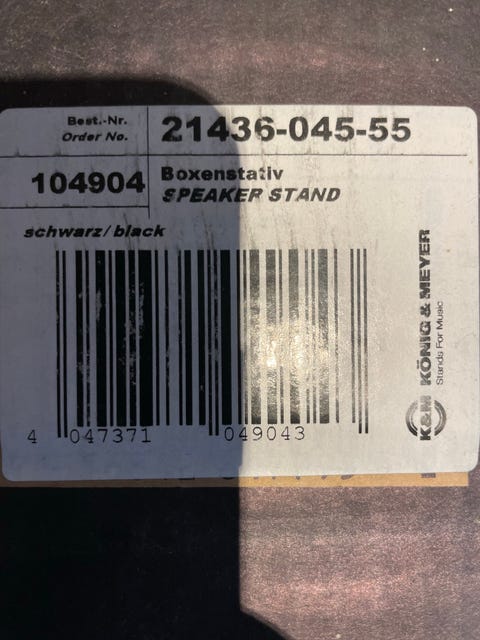 Best.-Nr.
Order No.
21436-045-55
104904
Boxenstativ
SPEAKER STAND
schwarz/black
K&M KÖNIG & MEYER
Stands For Music
4 047371 049043